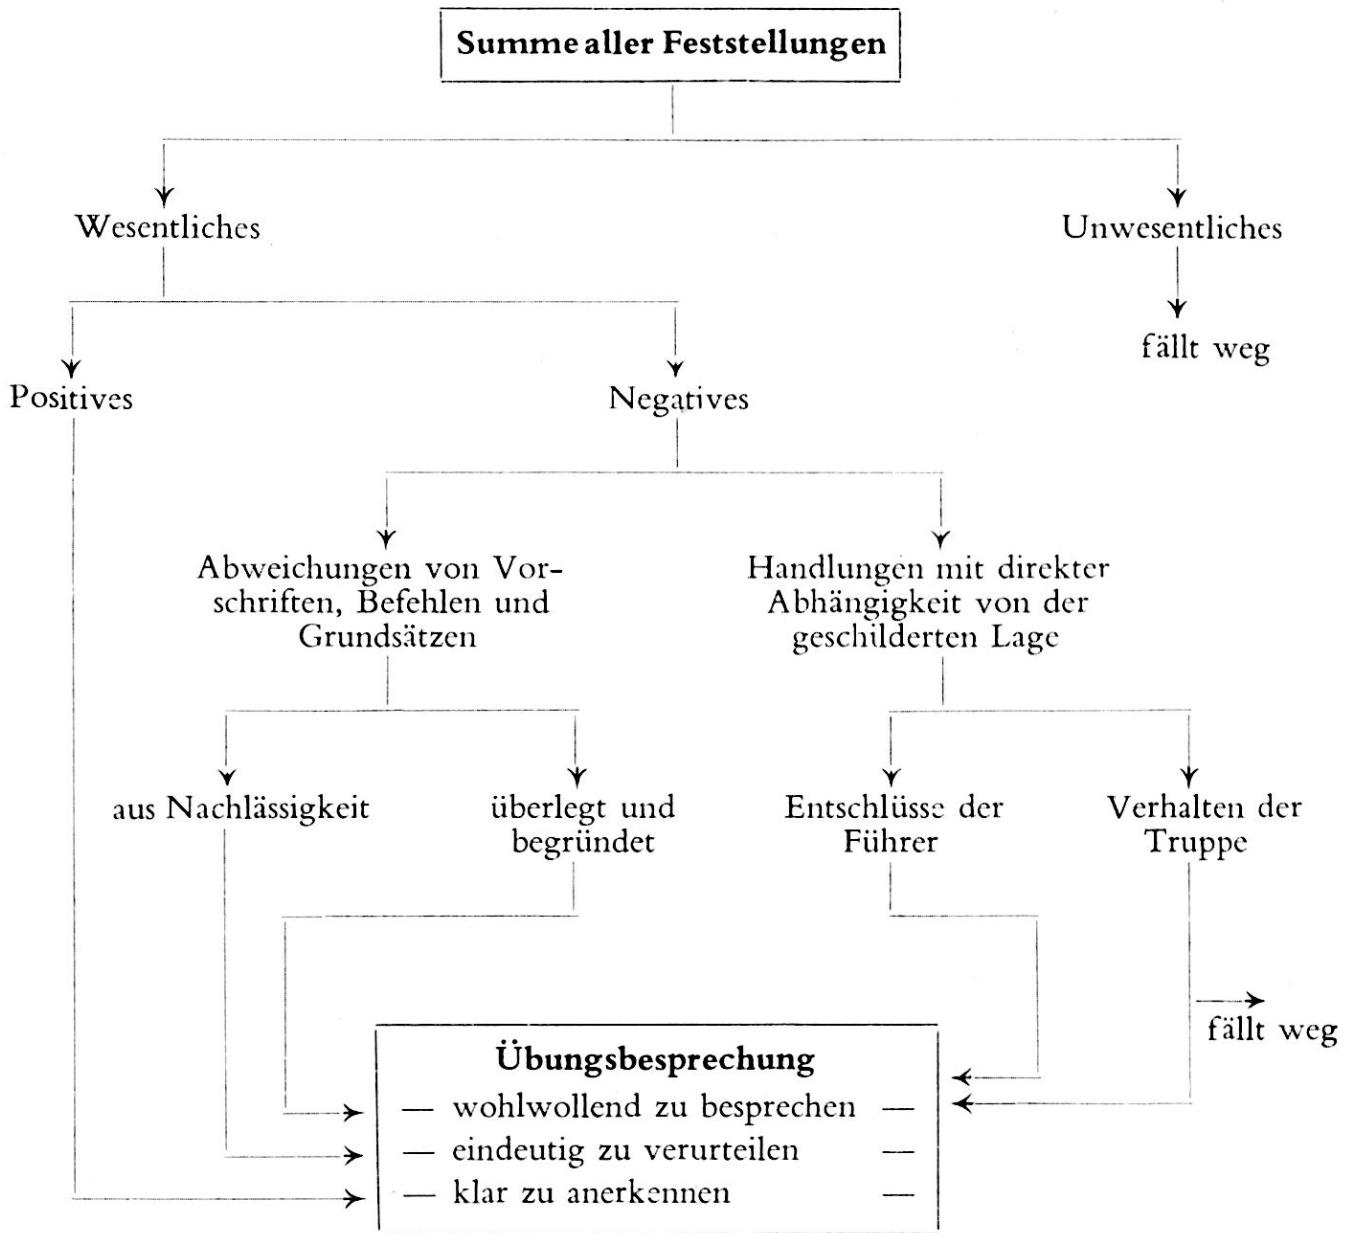 Summe aller Feststellungen
Wesentliches
Unwesentliches
fällt weg
Positives
Negatives
Abweichungen von Vor-
schriften, Befehlen und
Grundsätzen
Handlungen mit direkter
Abhängigkeit von der
geschilderten Lage
aus Nachlässigkeit
überlegt und
begründet
Entschlüsse der
Führer
Verhalten der
Truppe
fällt weg
Übungsbesprechung
— wohlwollend zu besprechen —
— eindeutig zu verurteilen —
— klar zu anerkennen —